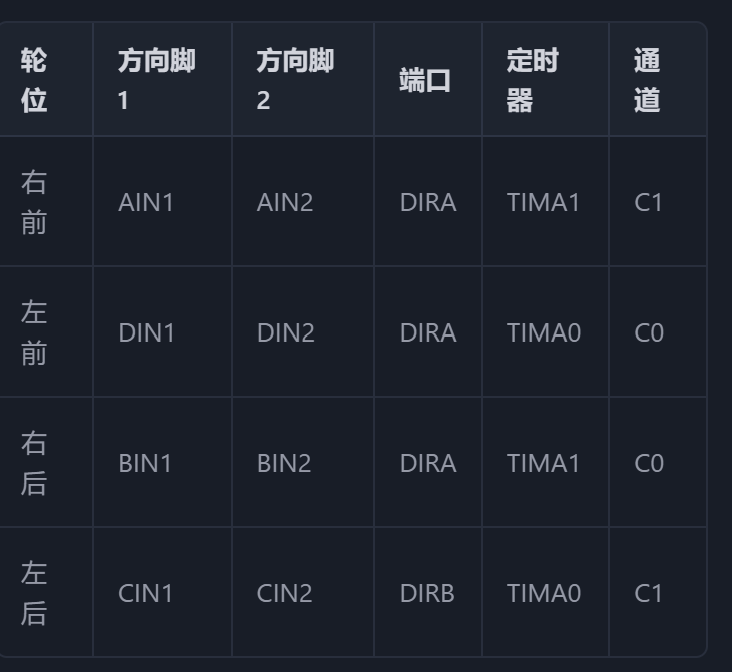 轮位 方向脚1 方向脚2 端口 定时器 通道
右前 AIN1 AIN2 DIRA TIMA1 C1
左前 DIN1 DIN2 DIRA TIMA0 C0
右后 BIN1 BIN2 DIRA TIMA1 C0
左后 CIN1 CIN2 DIRB TIMA0 C1